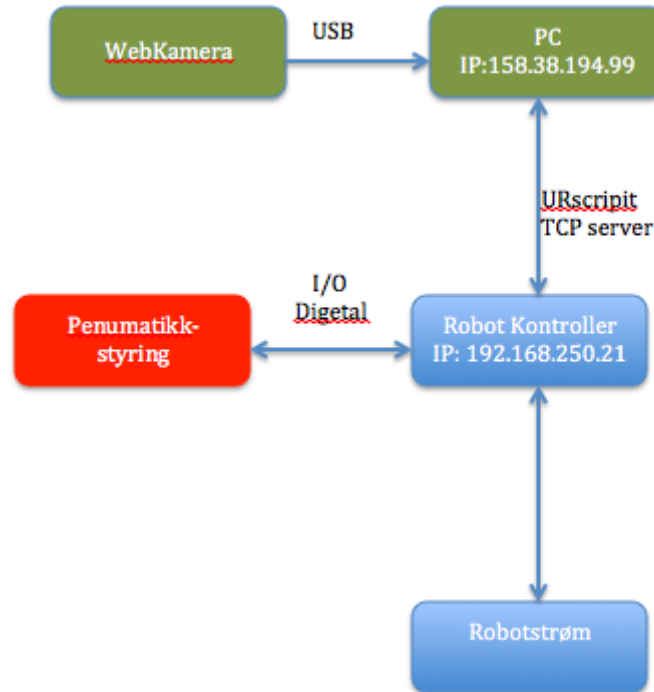 WebKamera
USB
PC
IP:158.38.194.99
URscripit
TCP server
I/O
Digetal
Penumatikk-
styring
Robot Kontroller
IP: 192.168.250.21
Robotstrøm